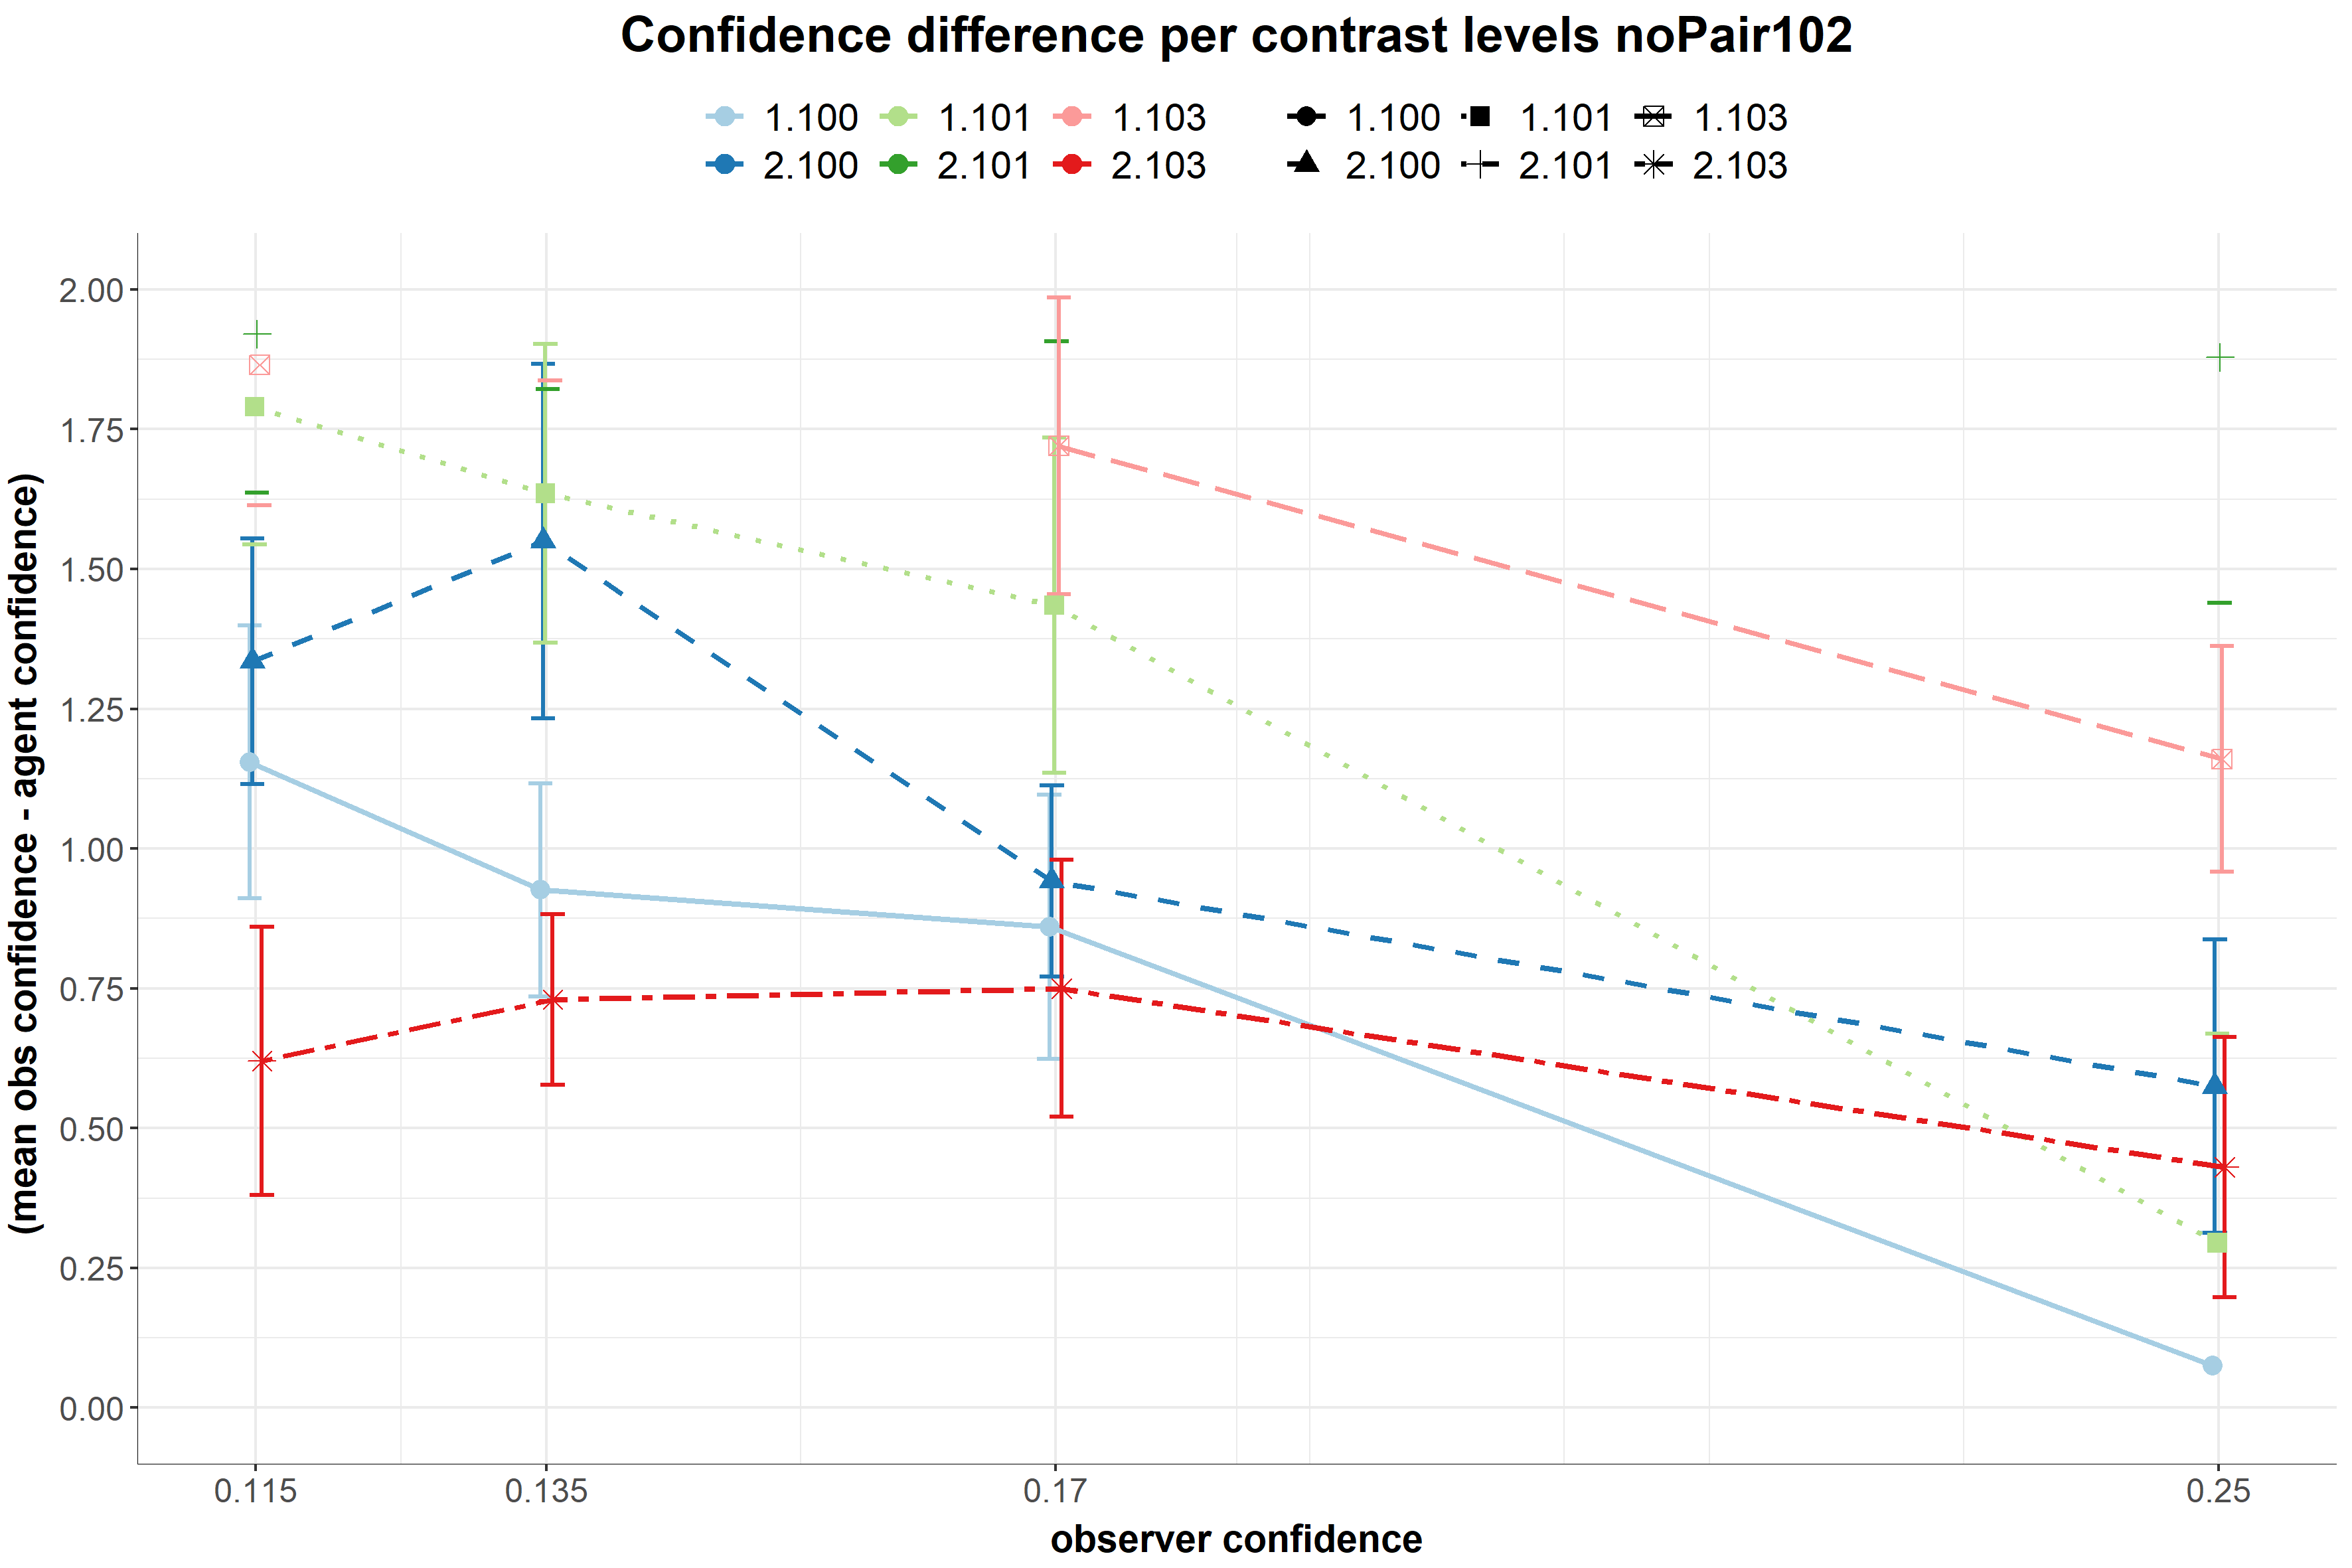 Confidence difference per contrast levels noPair102
1.100 1.101 1.103 1.100 1.101 1.103
2.100 2.101 2.103 2.100 2.101 2.103
(mean obs confidence - agent confidence)
2.00
1.75
1.50
1.25
1.00
0.75
0.50
0.25
0.00
0.115 0.135 0.17 0.25
observer confidence